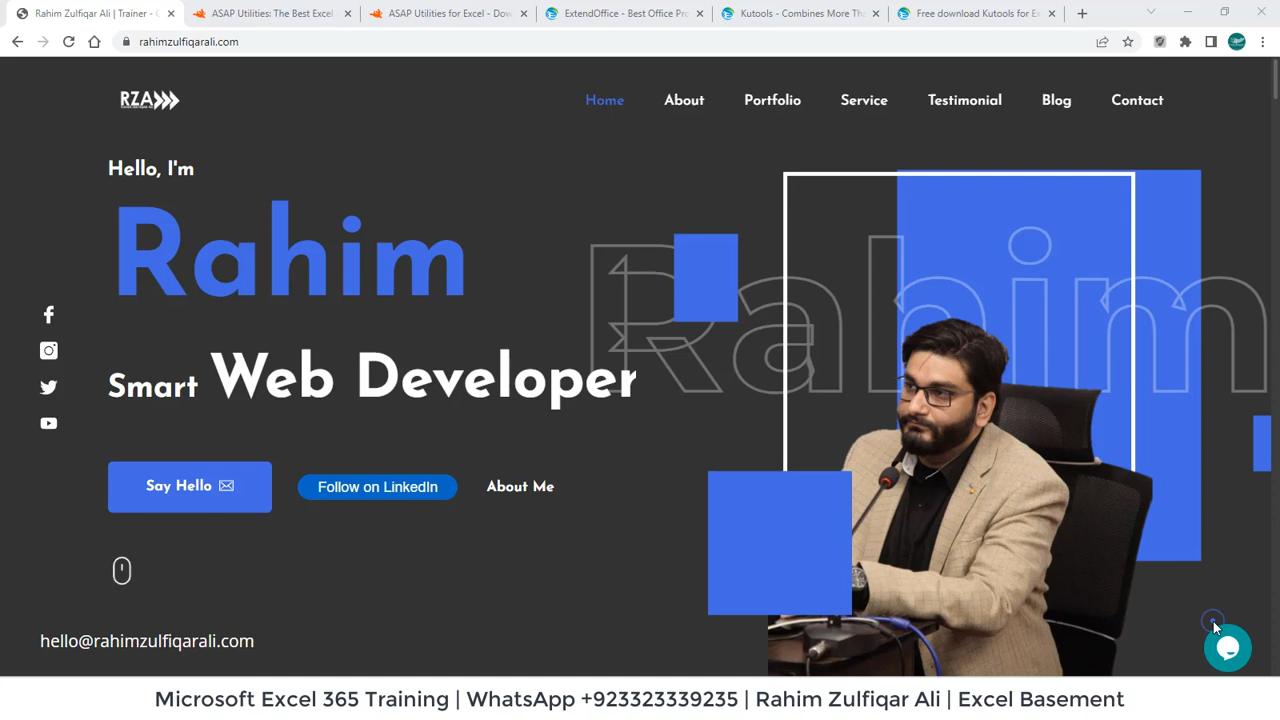 Rahim Zulfiqar Ali | Trainer - C
ASAP Utilities: The Best Excel
ASAP Utilities for Excel - Dow
ExtendOffice - Best Office Pro
Kutools - Combines More Tha
Free download Kutools for Ex
rahimzulfiqarali.com
RZA
Home About Portfolio Service Testimonial Blog Contact
Hello, I'm
Rahim
Rahim
Smart Web Developer
Say Hello
Follow on LinkedIn
About Me
hello@rahimzulfiqarali.com
Microsoft Excel 365 Training | WhatsApp +923323339235 | Rahim Zulfiqar Ali | Excel Basement